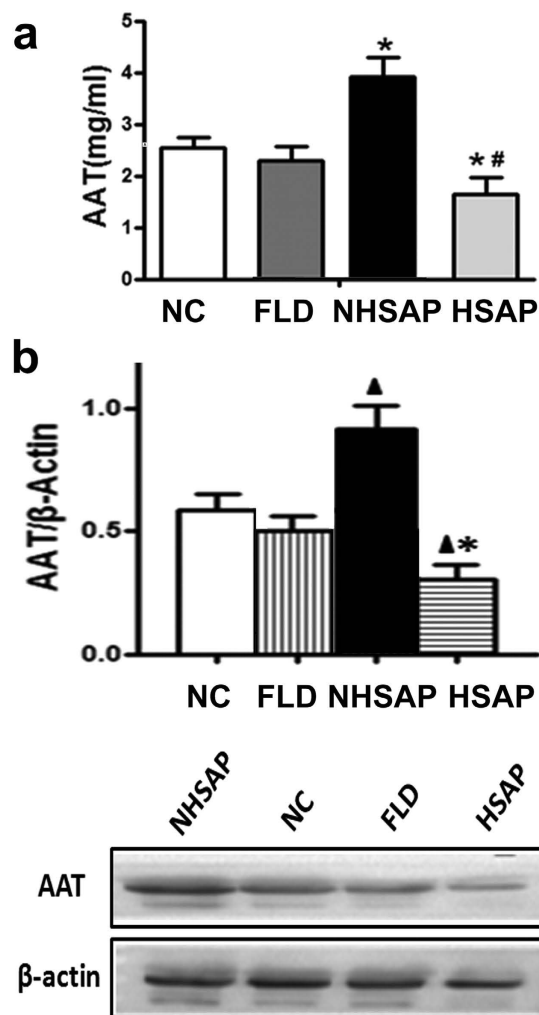 a
AAT(mg/ml)
5
4
3
2
1
0
*
* #
NC FLD NHSAP HSAP
b
AAT/β-Actin
1.0
0.5
0.0
▲
▲*
NC FLD NHSAP HSAP
NHSAP NC FLD HSAP
AAT
β-actin